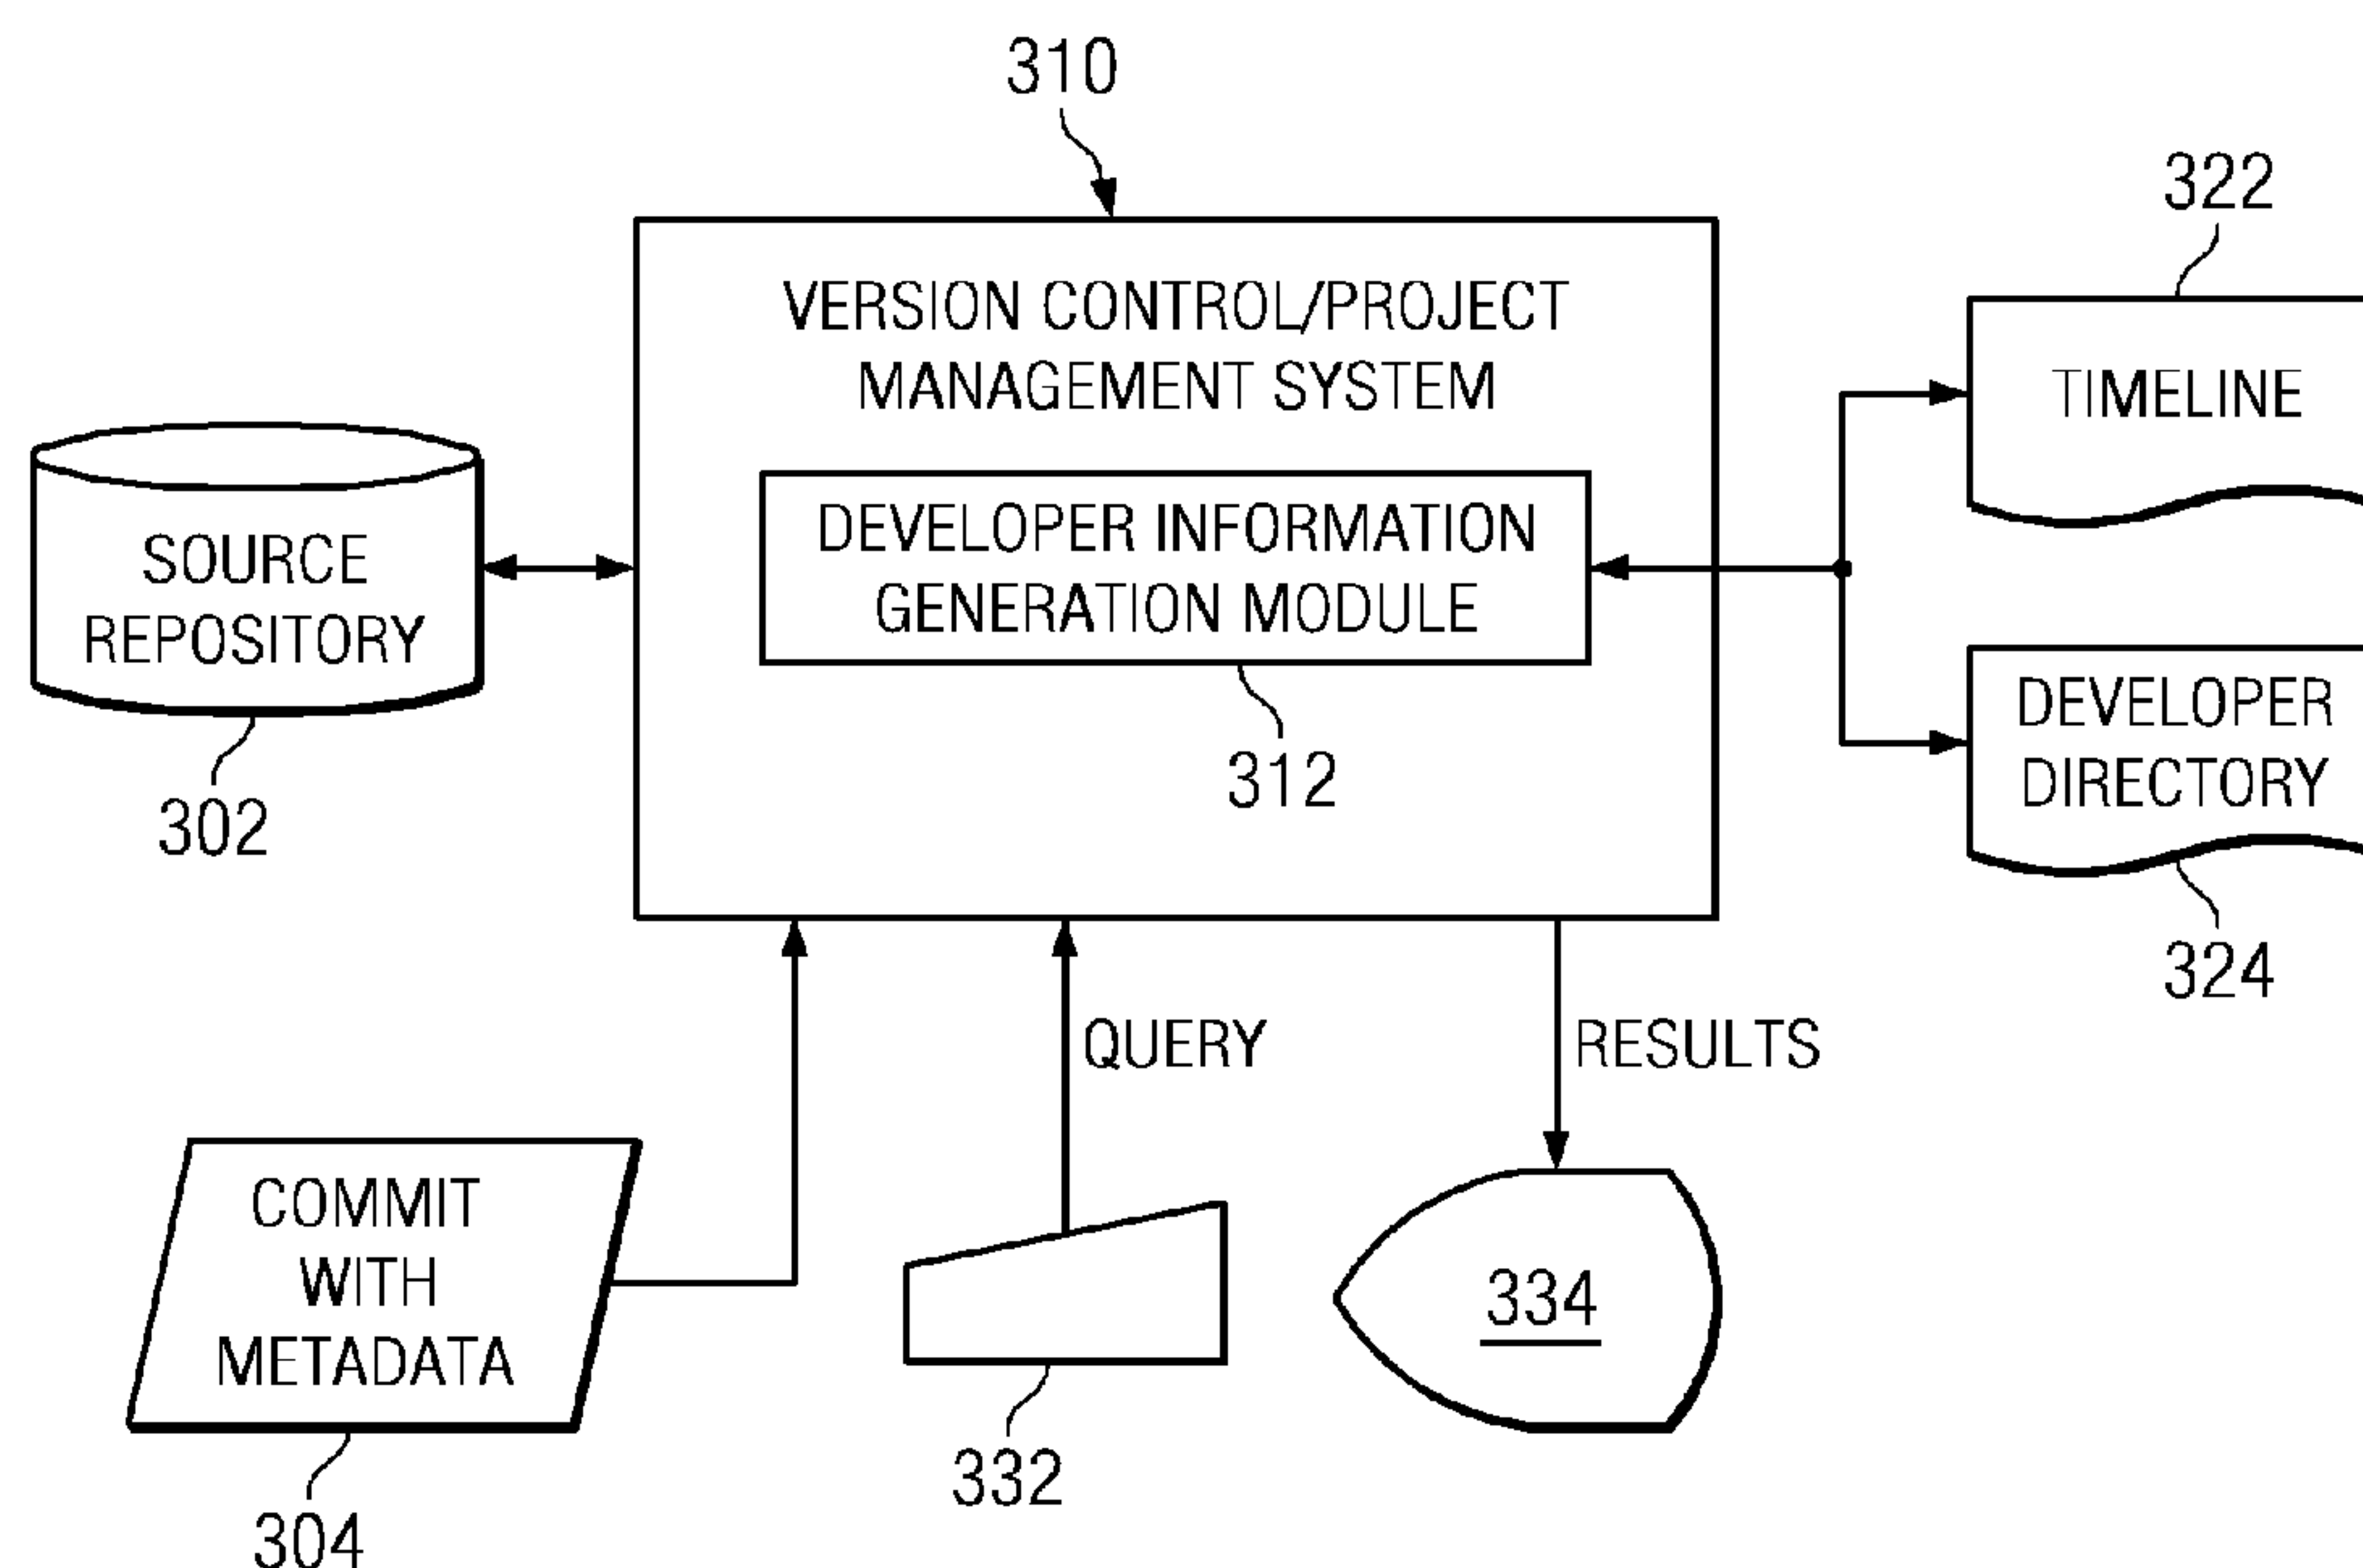 310
322
VERSION CONTROL/PROJECT
MANAGEMENT SYSTEM
TIMELINE
DEVELOPER INFORMATION
GENERATION MODULE
SOURCE
REPOSITORY
DEVELOPER
DIRECTORY
312
302
324
QUERY
RESULTS
COMMIT
WITH
METADATA
334
332
304